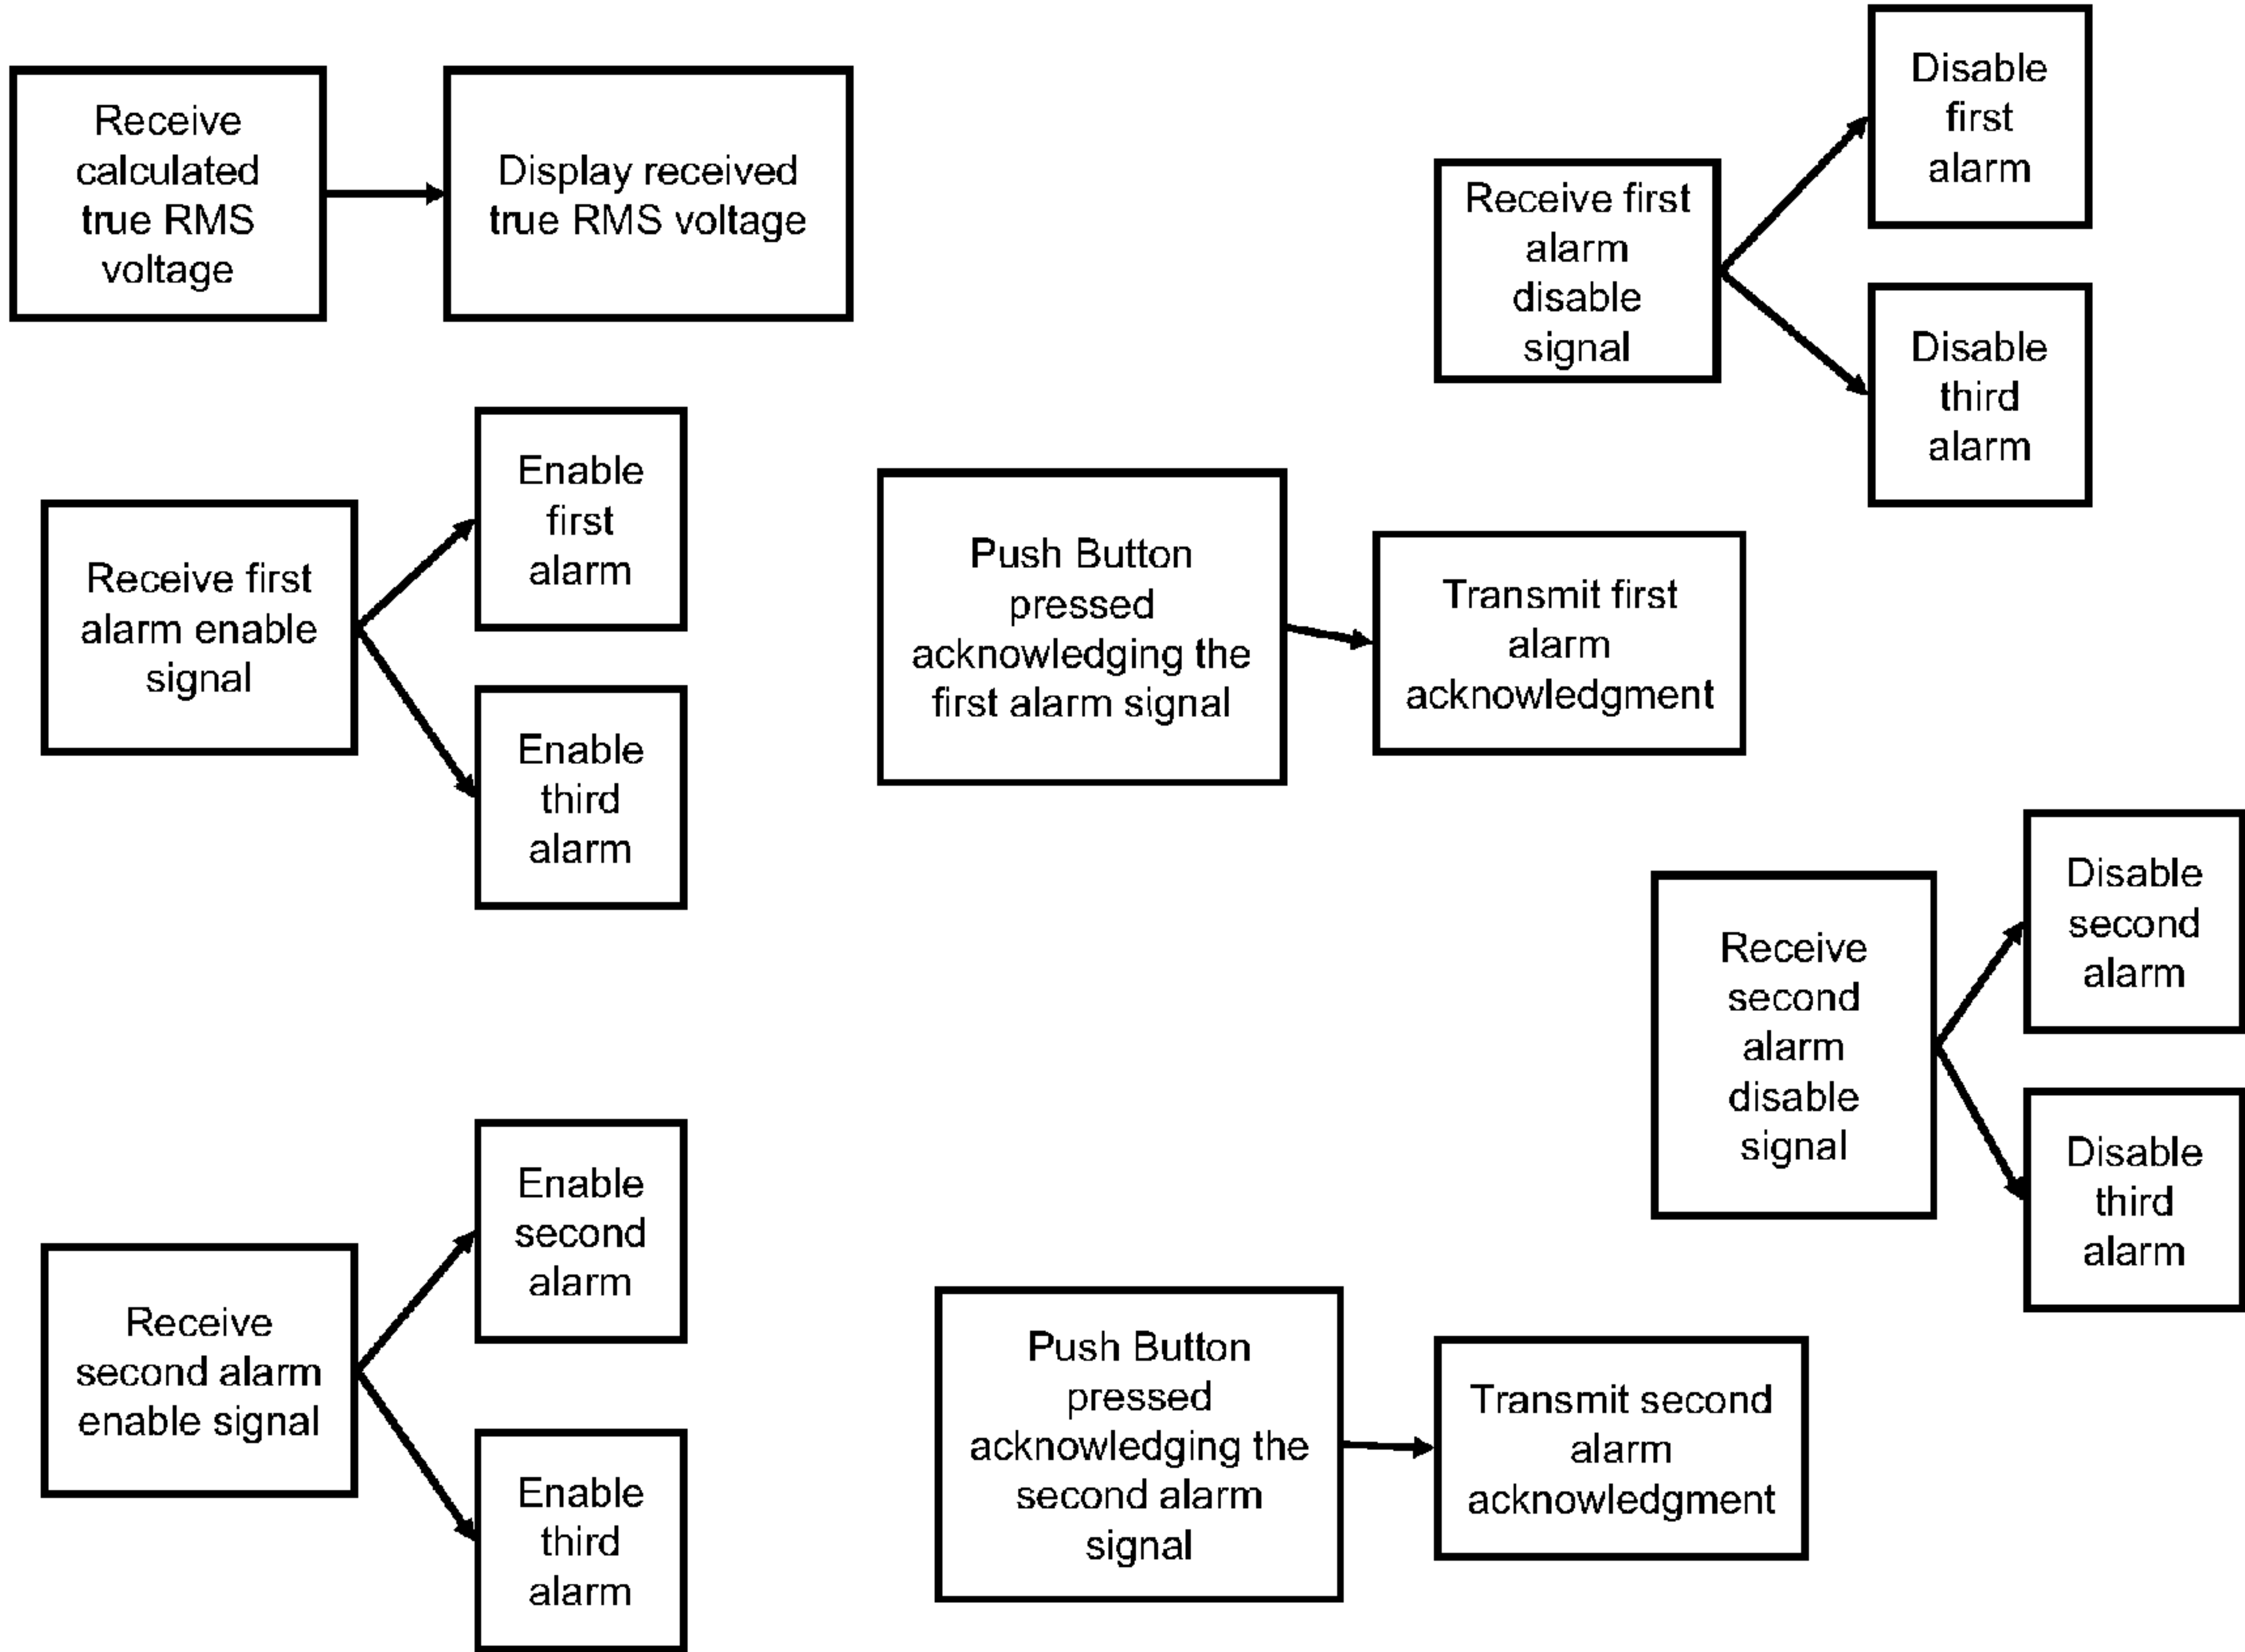 Receive
calculated
true RMS
voltage
Display received
true RMS voltage
Receive first
alarm
disable
signal
Disable
first
alarm
Disable
third
alarm
Receive first
alarm enable
signal
Enable
first
alarm
Enable
third
alarm
Push Button
pressed
acknowledging the
first alarm signal
Transmit first
alarm
acknowledgment
Receive
second
alarm
disable
signal
Disable
second
alarm
Disable
third
alarm
Receive
second alarm
enable signal
Enable
second
alarm
Enable
third
alarm
Push Button
pressed
acknowledging the
second alarm
signal
Transmit second
alarm
acknowledgment